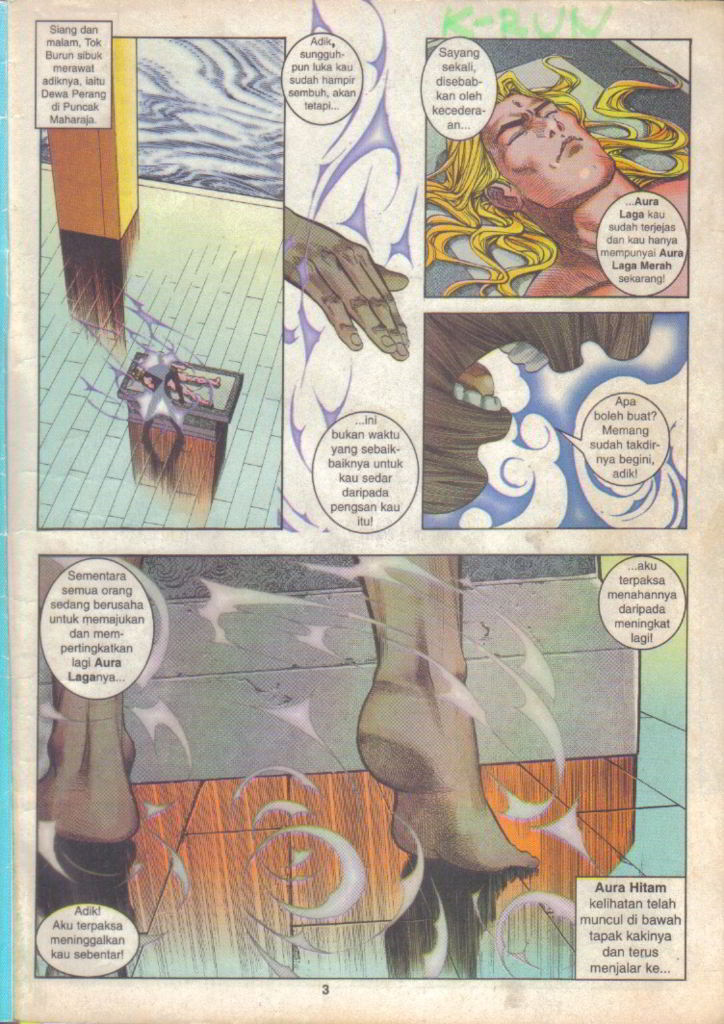 K-RUN
Siang dan
malam, Tok
Burun sibuk
merawat
adiknya, iaitu
Dewa Perang
di Puncak
Maharaja.
Adik,
sungguh-
pun luka kau
sudah hampir
sembuh, akan
tetapi...
...ini
bukan waktu
yang sebaik-
baiknya untuk
kau sedar
daripada
pengsan kau
itu!
Sayang
sekali,
disebab-
kan oleh
kecedera-
an...
...Aura
Laga kau
sudah terjejas
dan kau hanya
mempunyai Aura
Laga Merah
sekarang!
Apa
boleh buat?
Memang
sudah takdir-
nya begini,
adik!
Sementara
semua orang
sedang berusaha
untuk memajukan
dan mem-
pertingkatkan
lagi Aura
Laganya...
...aku
terpaksa
menahannya
daripada
meningkat
lagi!
Adik!
Aku terpaksa
meninggalkan
kau sebentar!
Aura Hitam
kelihatan telah
muncul di bawah
tapak kakinya
dan terus
menjalar ke...
3